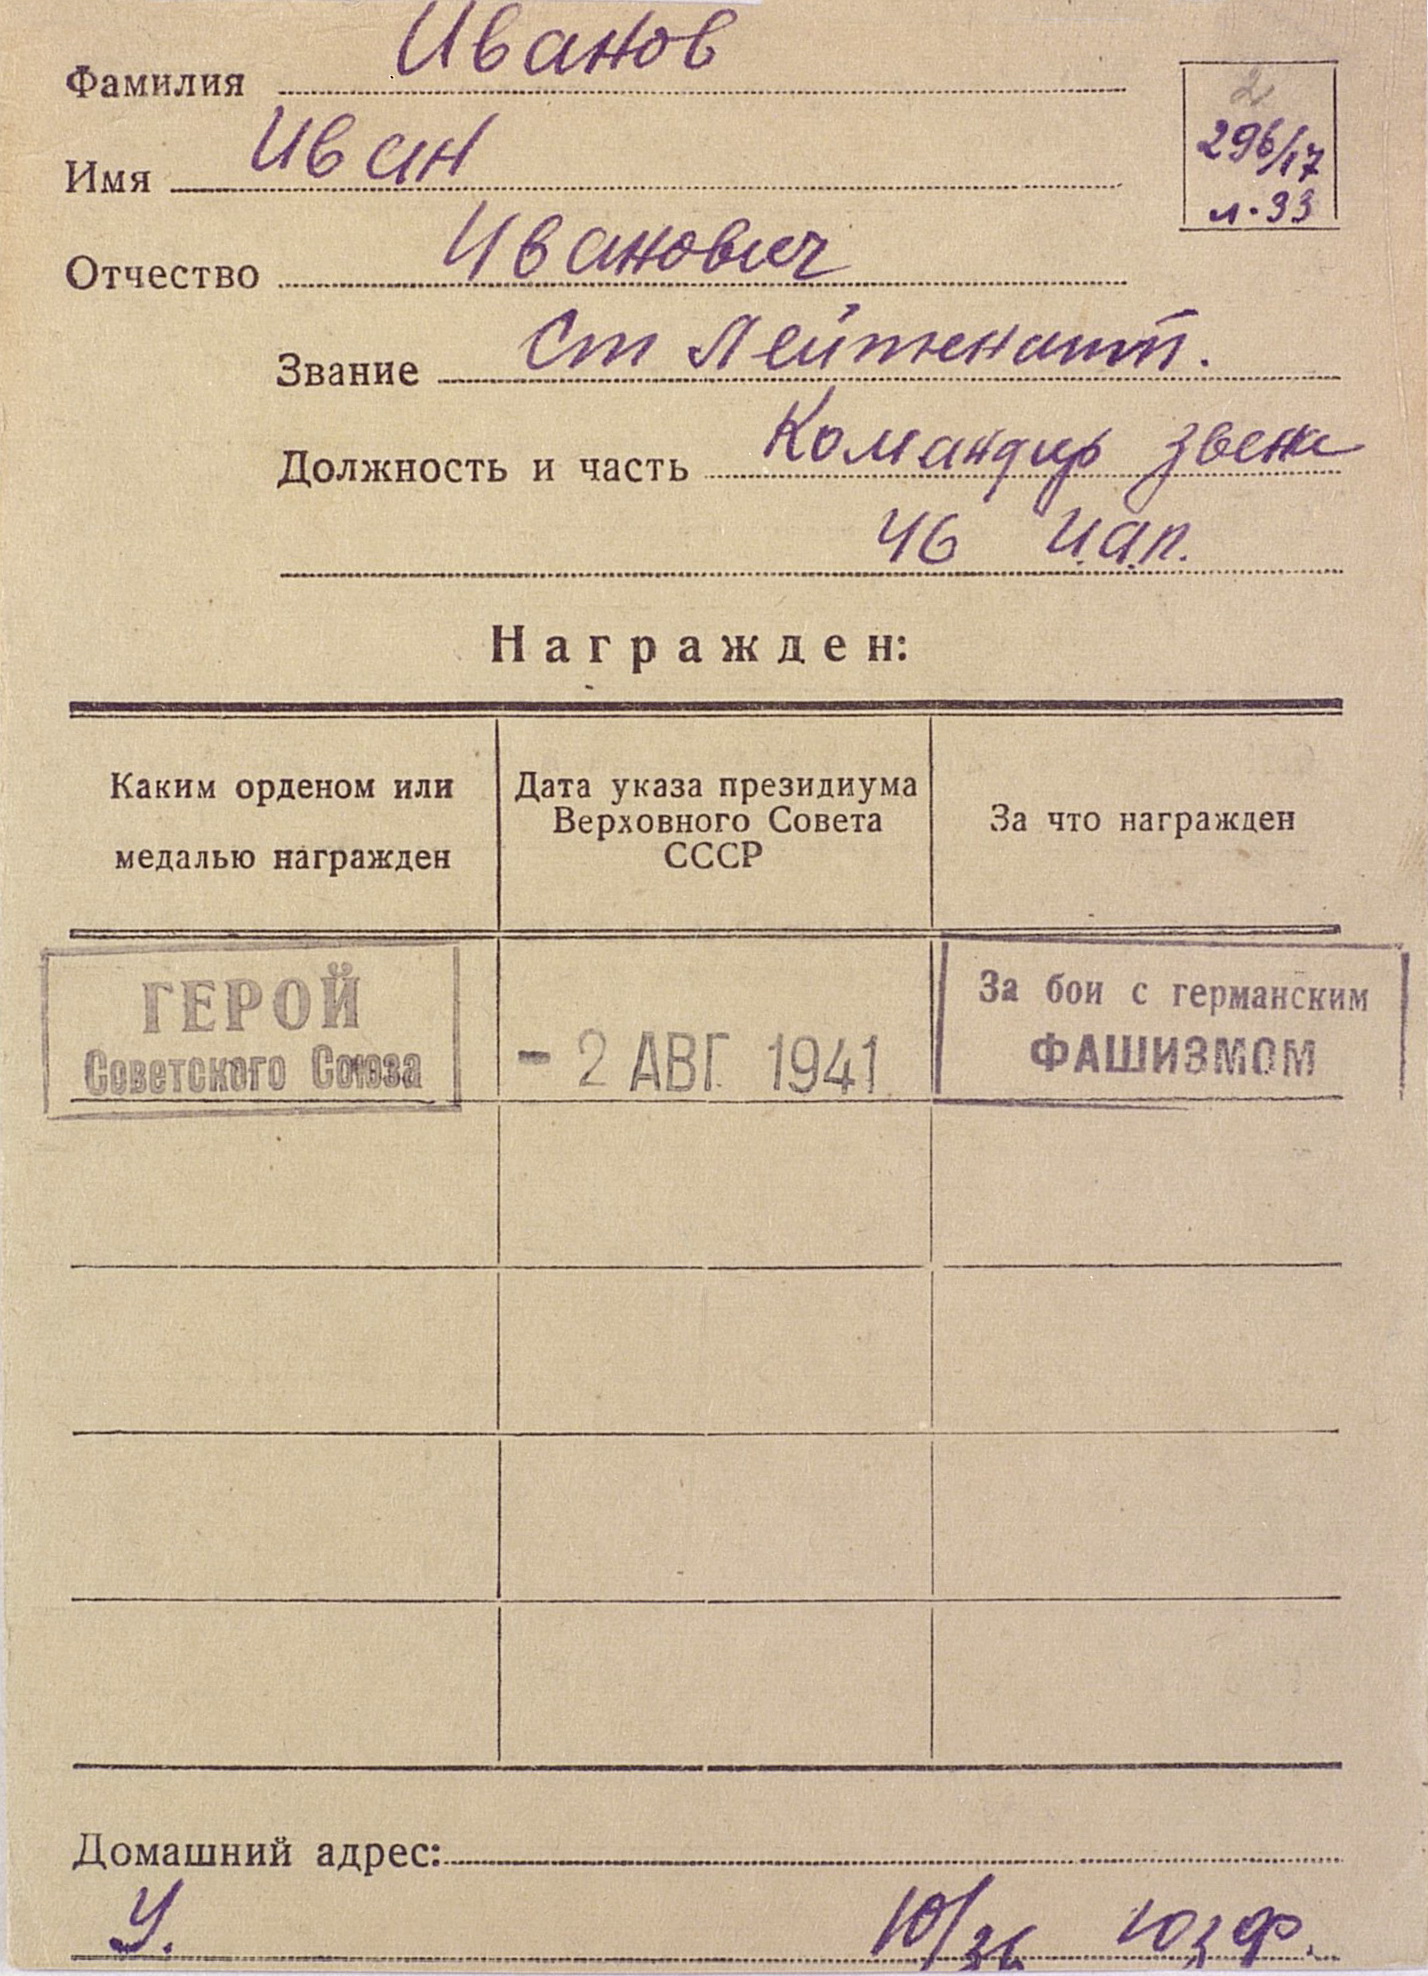 Фамилия Иванов
2
Имя Иван
296/17
л. 33
Отчество Иванович
Звание Ст Лейтенант.
Должность и часть Командир звена
46 и.а.п.
Награжден:
Каким орденом или
медалью награжден
Дата указа президиума
Верховного Совета
СССР
За что награжден
ГЕРОЙ
Советского Союза
- 2 АВГ 1941
За бои с германским
ФАШИЗМОМ
Домашний адрес:
У. 10/ ЮЗФ.